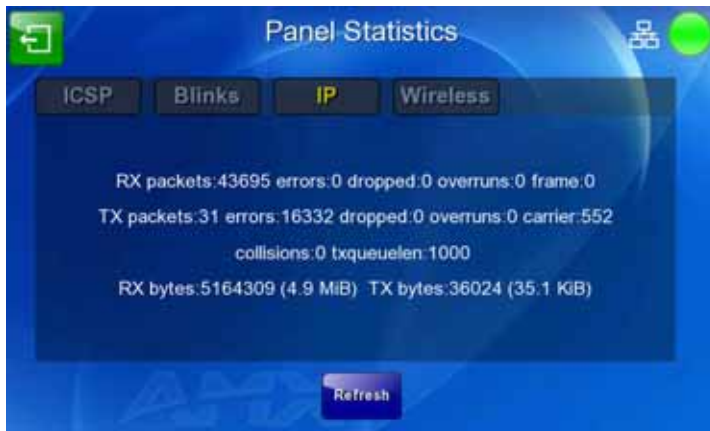 Panel Statistics
ICSP Blinks IP Wireless
RX packets:43695 errors:0 dropped:0 overruns:0 frame:0
TX packets:31 errors:16332 dropped:0 overruns:0 carrier:552
collisions:0 txqueuelen:1000
RX bytes:5164309 (4.9 MiB) TX bytes:36024 (35.1 KiB)
AMX
Refresh